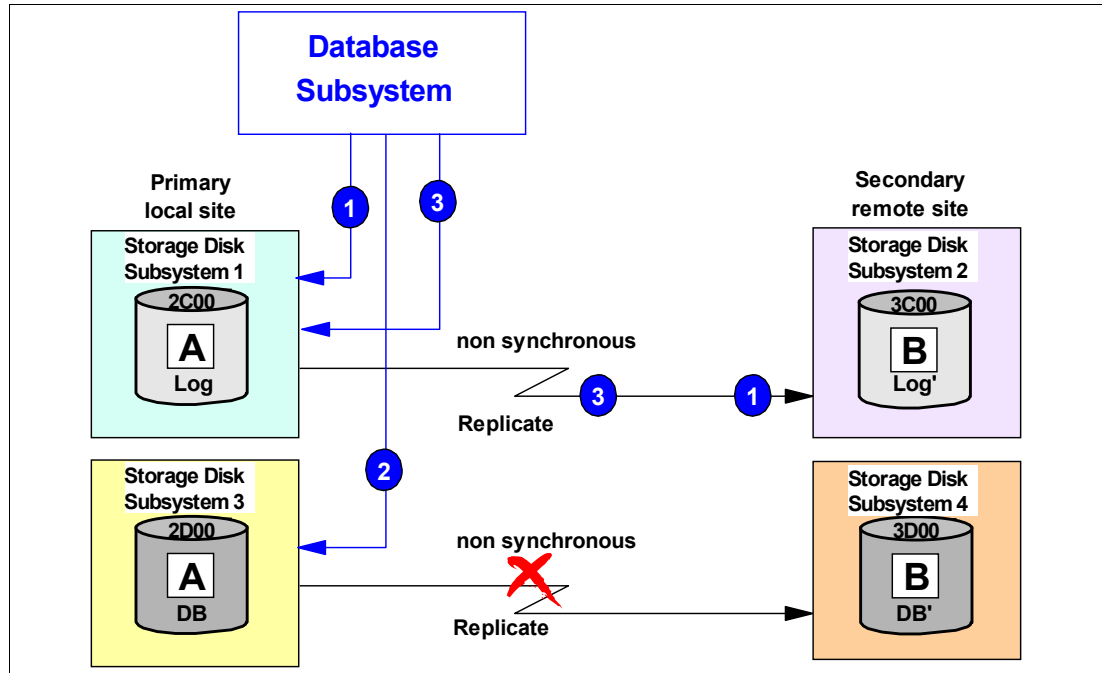 Database
Subsystem
1
3
Primary
local site
Secondary
remote site
Storage Disk
Subsystem 1
2C00
A
Log
Storage Disk
Subsystem 2
3C00
B
Log'
non synchronous
3
1
Replicate
2
Storage Disk
Subsystem 3
2D00
A
DB
Storage Disk
Subsystem 4
3D00
B
DB'
non synchronous
Replicate